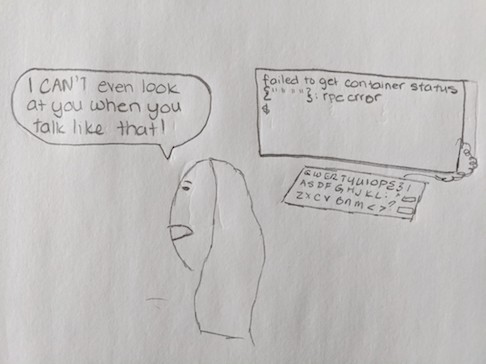 I CAN'T even look
at you when you
talk like that!
failed to get container status
{" " " "}: rpc error
$
QWERTYUIOP{}|
ASDFGHJKL:"
ZXCVBNM<>?